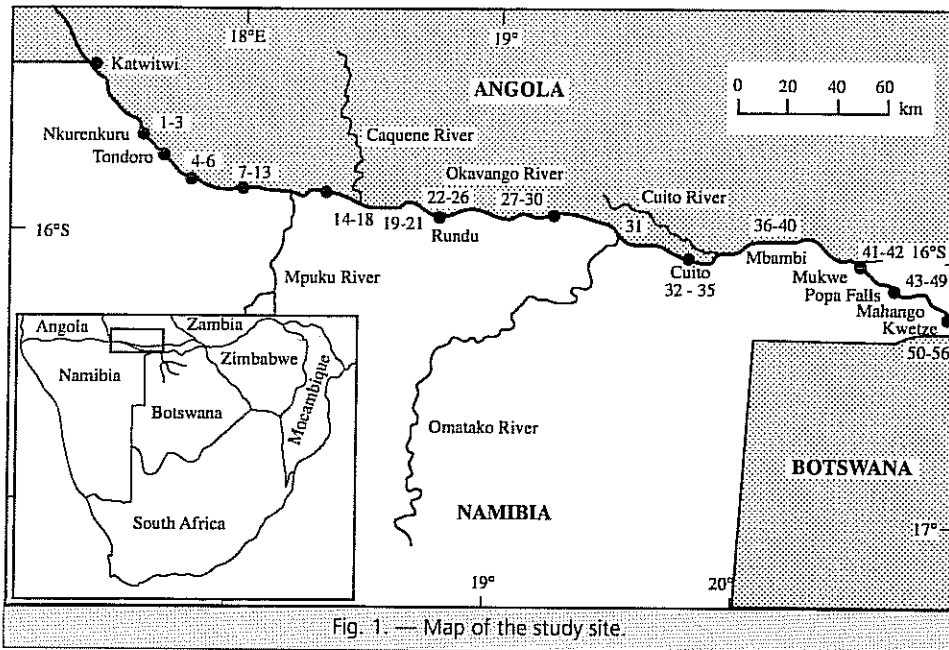 18°E
19°
Katwitwi
ANGOLA
0 20 40 60
km
1-3
Nkurenkuru
Caquene River
Tondoro
4-6
7-13
Okavango River
22-26
27-30
Cuito River
14-18
19-21
31
36-40
16°S
Rundu
41-42
16°S
Mbambi
Cuito
Mukwe
43-49
Mpuku River
32 - 35
Popa Falls
Mahango
Kwetze
50-56
Angola
Zambia
Zimbabwe
Namibia
Mocambique
Botswana
Omatako River
BOTSWANA
NAMIBIA
South Africa
17°
19°
20°
Fig. 1. — Map of the study site.